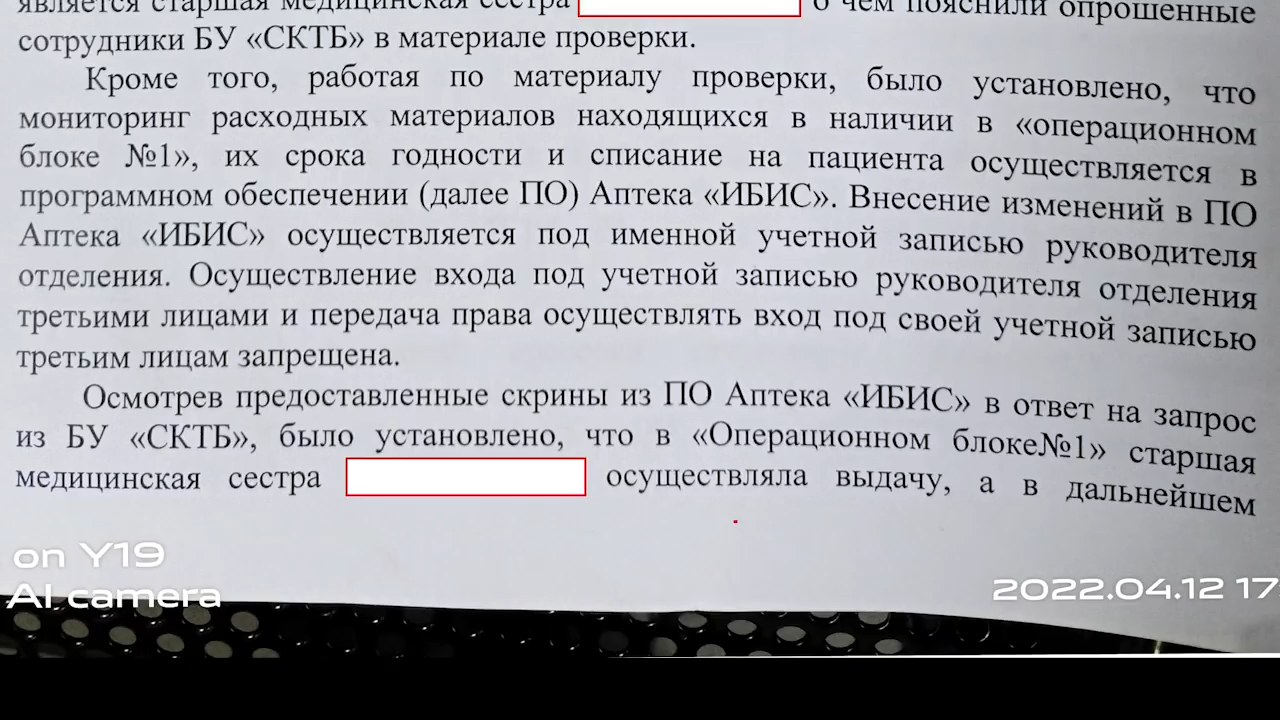 является старшая медицинская сестра о чем пояснили опрошенные
сотрудники БУ «СКТБ» в материале проверки.
Кроме того, работая по материалу проверки, было установлено, что
мониторинг расходных материалов находящихся в наличии в «операционном
блоке №1», их срока годности и списание на пациента осуществляется в
программном обеспечении (далее ПО) Аптека «ИБИС». Внесение изменений в ПО
Аптека «ИБИС» осуществляется под именной учетной записью руководителя
отделения. Осуществление входа под учетной записью руководителя отделения
третьими лицами и передача права осуществлять вход под своей учетной записью
третьим лицам запрещена.
Осмотрев предоставленные скрины из ПО Аптека «ИБИС» в ответ на запрос
из БУ «СКТБ», было установлено, что в «Операционном блоке№1» старшая
медицинская сестра осуществляла выдачу, а в дальнейшем
on Y19
AI camera
2022.04.12 17